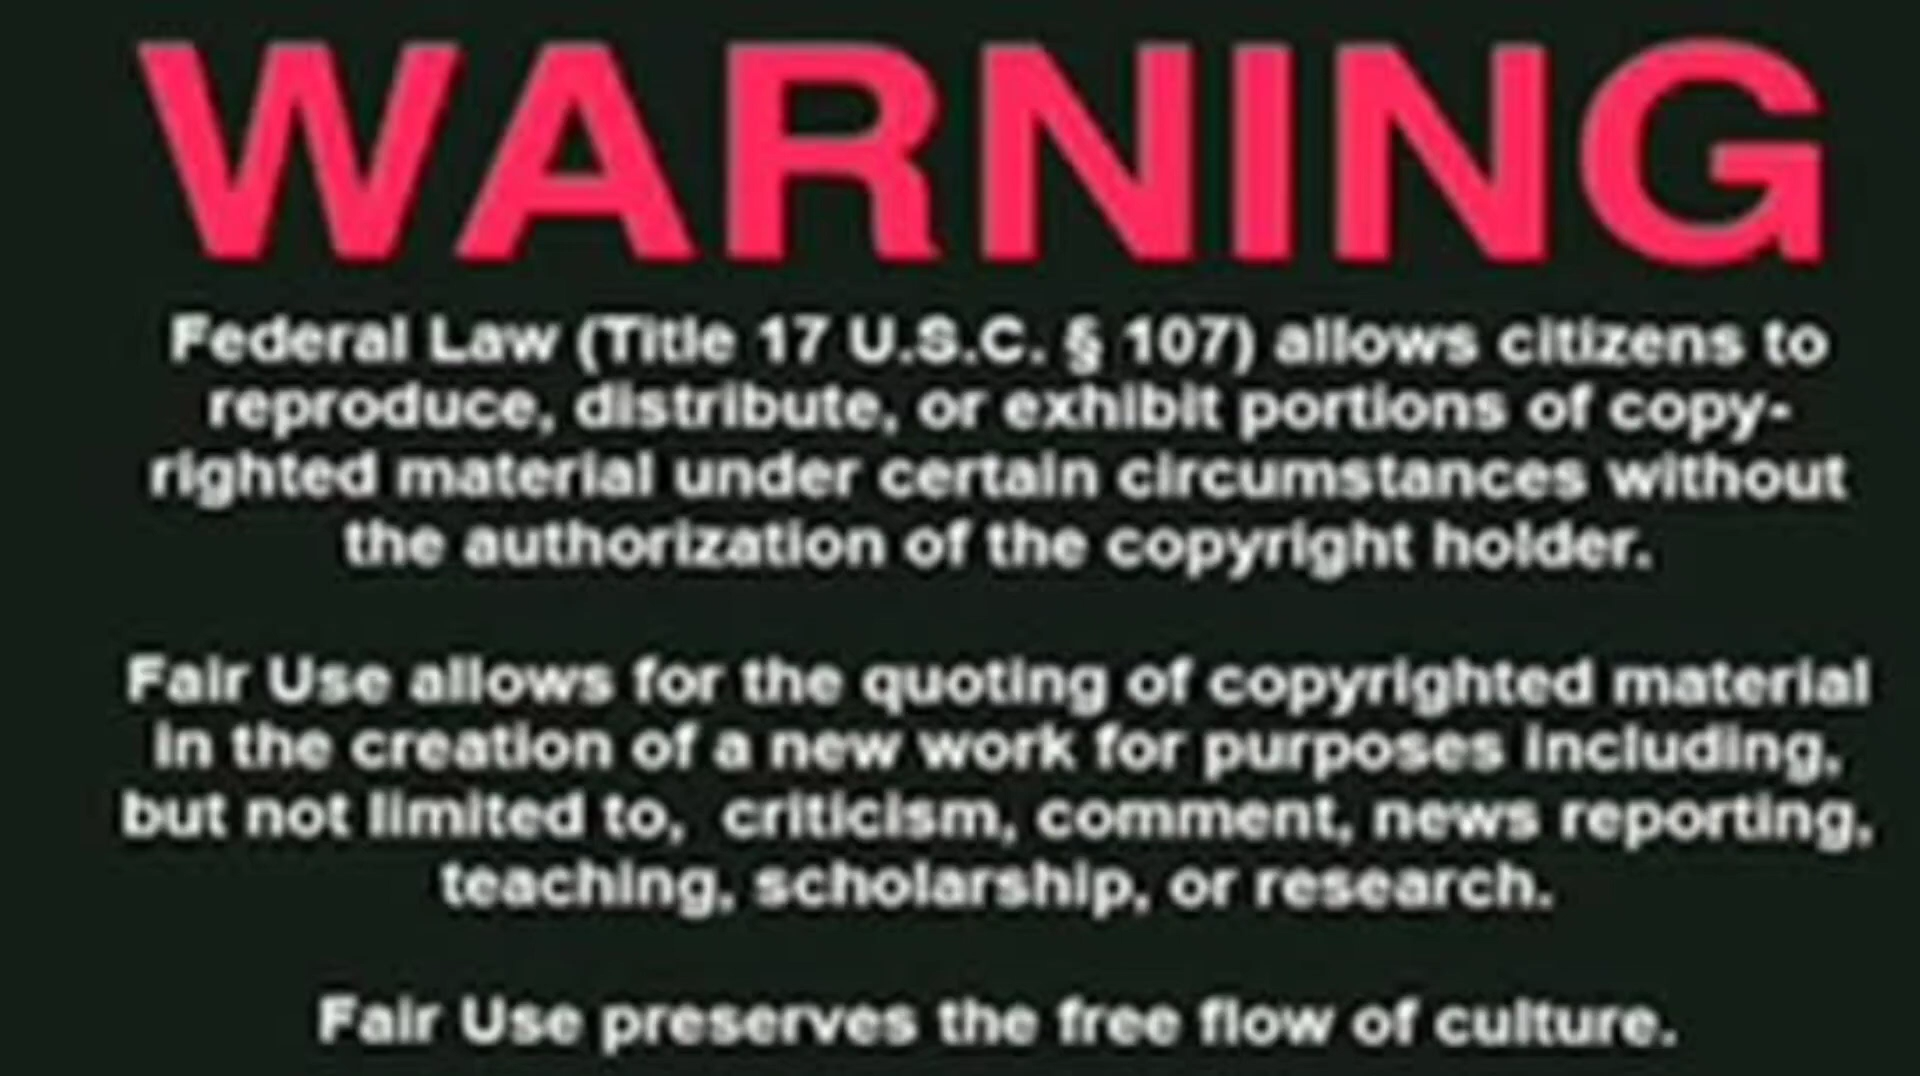 WARNING
Federal Law (Title 17 U.S.C. § 107) allows citizens to
reproduce, distribute, or exhibit portions of copy-
righted material under certain circumstances without
the authorization of the copyright holder.
Fair Use allows for the quoting of copyrighted material
in the creation of a new work for purposes including,
but not limited to,  criticism, comment, news reporting,
teaching, scholarship, or research.
Fair Use preserves the free flow of culture.